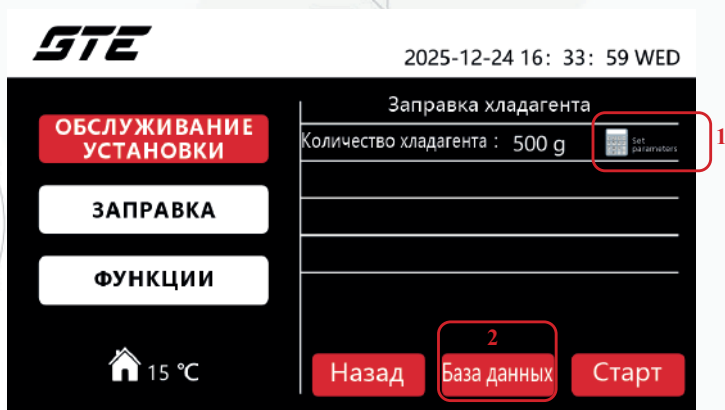 GTE
2025-12-24 16: 33: 59 WED
ОБСЛУЖИВАНИЕ
УСТАНОВКИ
ЗАПРАВКА
ФУНКЦИИ
15 ℃
Заправка хладагента
Количество хладагента : 500 g
Set
parameters
1
2
Назад
База данных
Старт